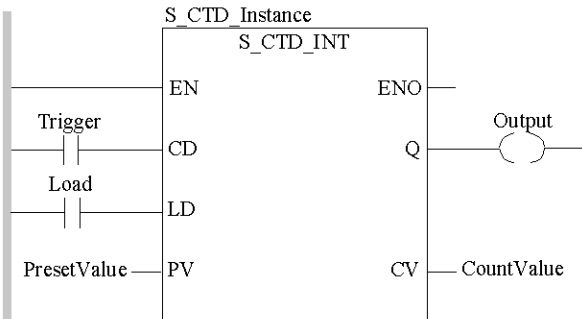 S_CTD_Instance
S_CTD_INT
EN ENO
Trigger Output
CD Q
Load
LD
PresetValue PV CV CountValue